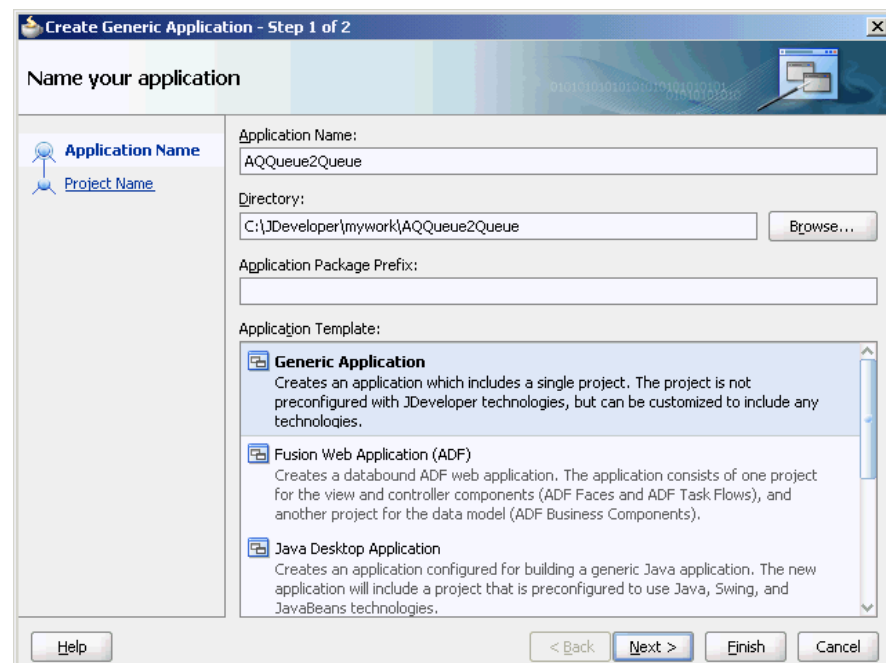 Create Generic Application - Step 1 of 2
Name your application
Application Name
Project Name
Application Name:
AQQueue2Queue
Directory:
C:\JDeveloper\mywork\AQQueue2Queue
Browse...
Application Package Prefix:
Application Template:
Generic Application
Creates an application which includes a single project. The project is not
preconfigured with JDeveloper technologies, but can be customized to include any
technologies.
Fusion Web Application (ADF)
Creates a databound ADF web application. The application consists of one project
for the view and controller components (ADF Faces and ADF Task Flows), and
another project for the data model (ADF Business Components).
Java Desktop Application
Creates an application configured for building a generic Java application. The new
application will include a project that is preconfigured to use Java, Swing, and
JavaBeans technologies.
Help
< Back
Next >
Finish
Cancel